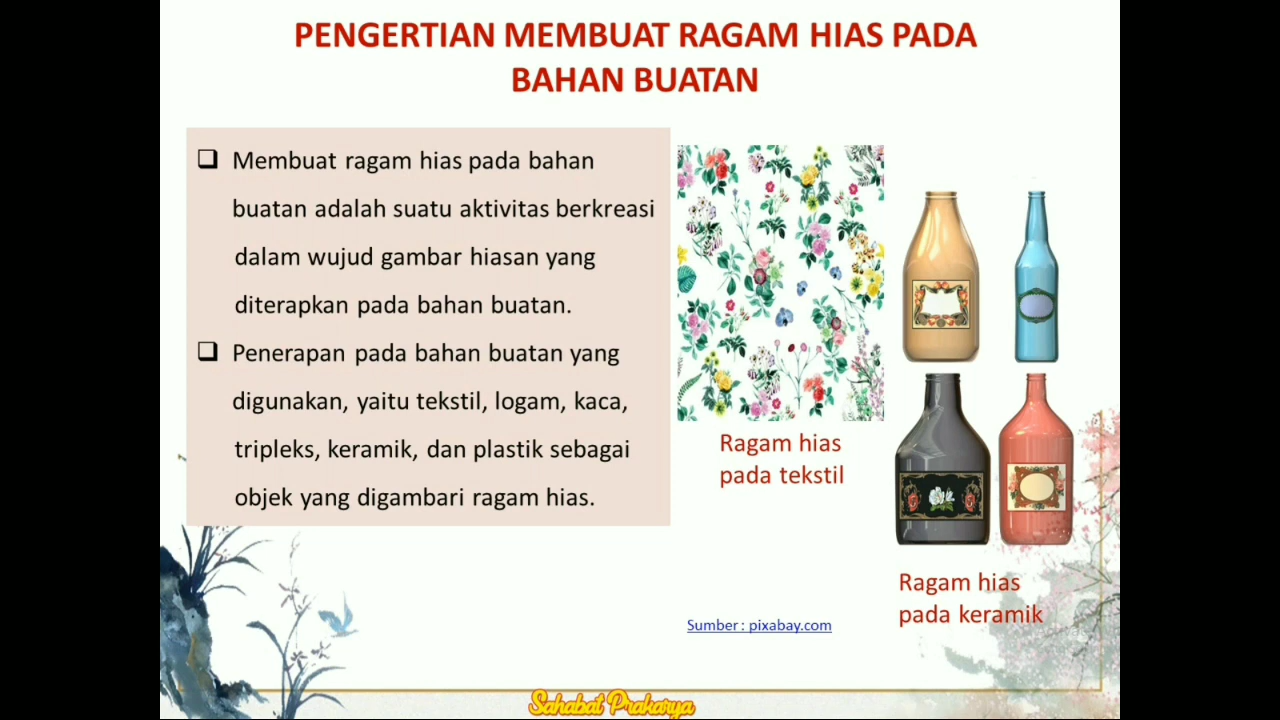 PENGERTIAN MEMBUAT RAGAM HIAS PADA
BAHAN BUATAN
Membuat ragam hias pada bahan
buatan adalah suatu aktivitas berkreasi
dalam wujud gambar hiasan yang
diterapkan pada bahan buatan.
Penerapan pada bahan buatan yang
digunakan, yaitu tekstil, logam, kaca,
tripleks, keramik, dan plastik sebagai
objek yang digambari ragam hias.
Ragam hias
pada tekstil
Ragam hias
pada keramik
Sumber : pixabay.com
Sahabat Prakarya